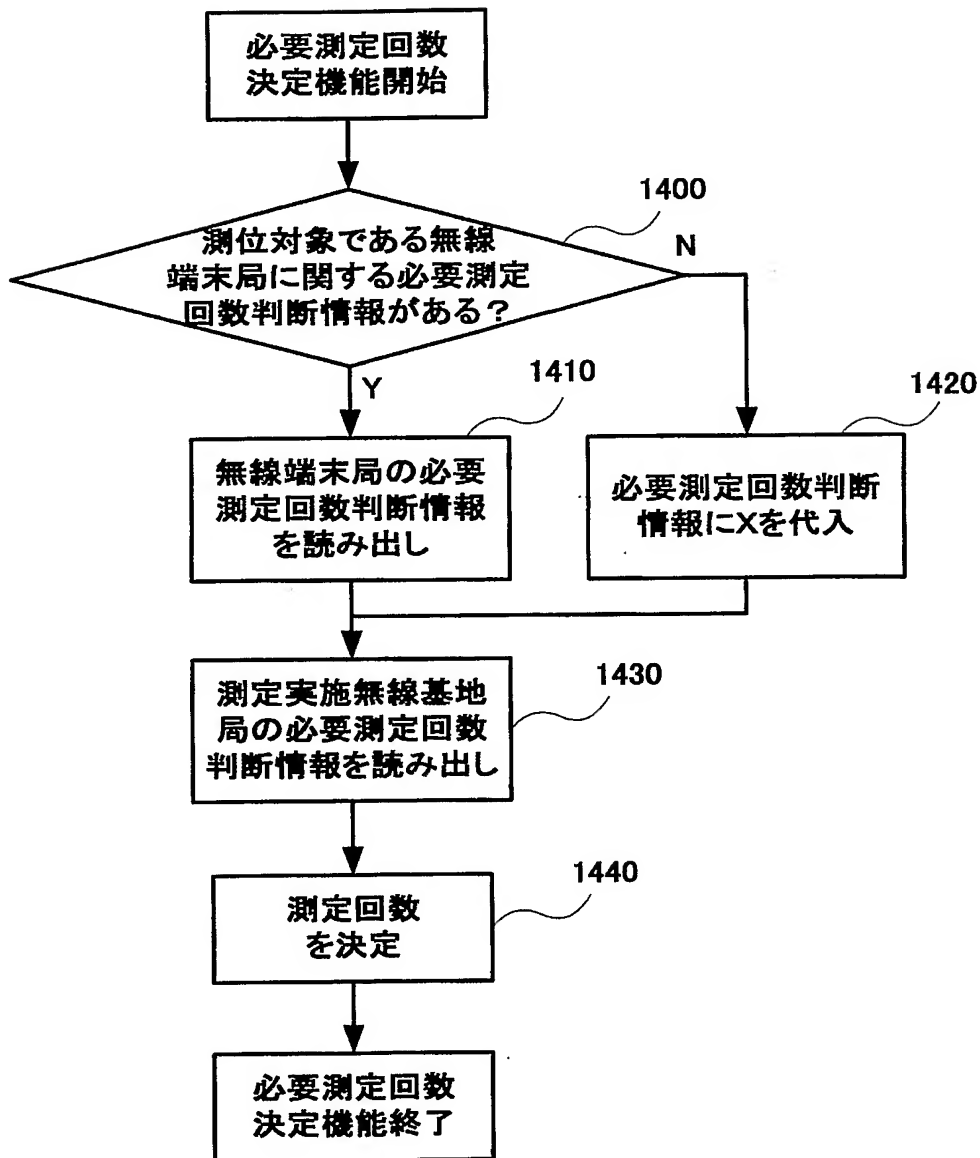 必要測定回数
決定機能開始
1400
測位対象である無線
端末局に関する必要測定
回数判断情報がある？
N
Y
1410
無線端末局の必要
測定回数判断情報
を読み出し
1420
必要測定回数判断
情報にXを代入
1430
測定実施無線基地
局の必要測定回数
判断情報を読み出し
1440
測定回数
を決定
必要測定回数
決定機能終了